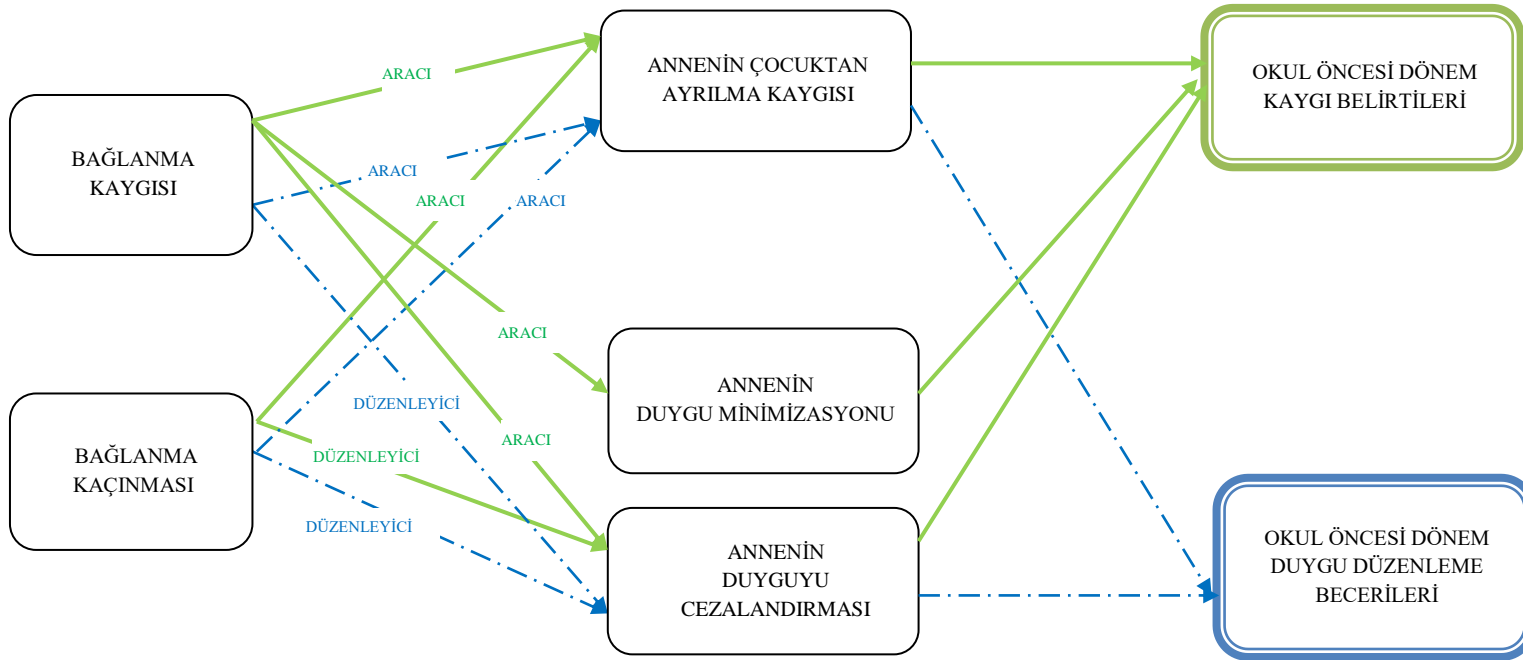 ARACI
ANNENİN ÇOCUKTAN
AYRILMA KAYGISI
OKUL ÖNCESİ DÖNEM
KAYGI BELİRTİLERİ
BAĞLANMA
KAYGISI
ARACI
ARACI
ARACI
ARACI
ANNENİN
DUYGU MİNİMİZASYONU
DÜZENLEYİCİ
ARACI
BAĞLANMA
KAÇINMASI
DÜZENLEYİCİ
DÜZENLEYİCİ
ANNENİN
DUYGUYU
CEZALANDIRMASI
OKUL ÖNCESİ DÖNEM
DUYGU DÜZENLEME
BECERİLERİ